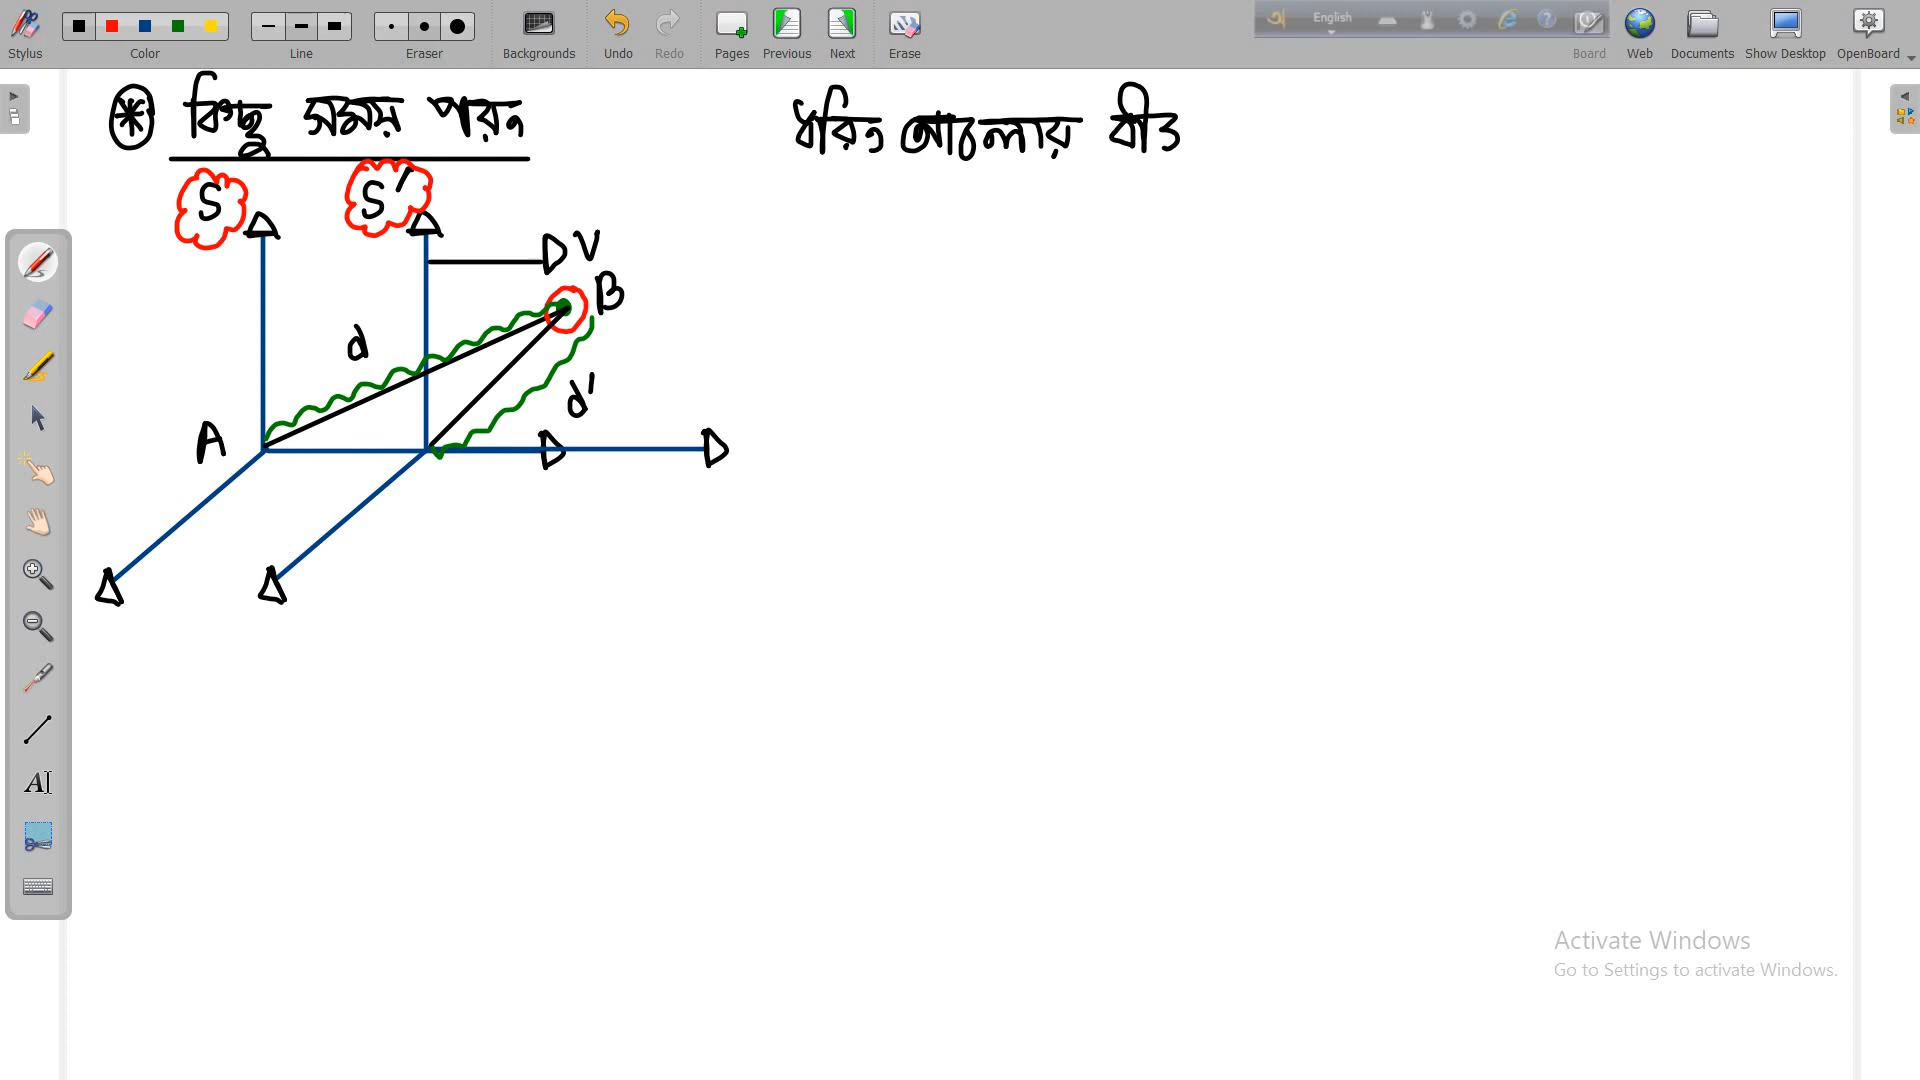 Stylus Color Line Eraser Backgrounds Undo Redo Pages Previous Next Erase Board Web Documents Show Desktop OpenBoard
English
কিছু সময় পরঃ
ধরি আলোর বী
S S'
V
B
d
d'
A
Activate Windows
Go to Settings to activate Windows.